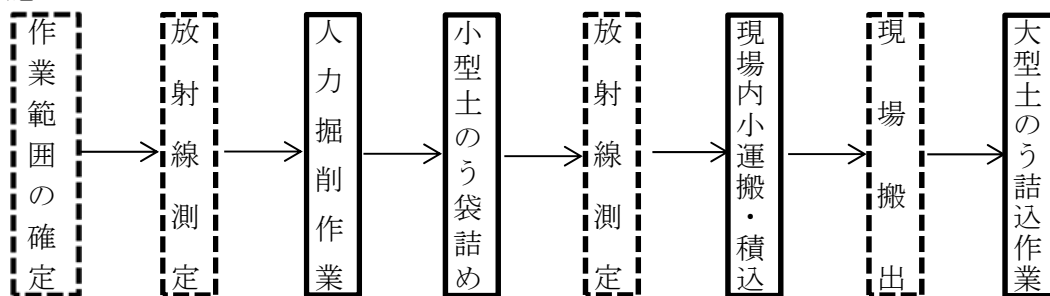 作業範囲の確定
放射線測定
人力掘削作業
小型土のう袋詰め
放射線測定
現場内小運搬・積込
現場搬出
大型土のう詰込作業